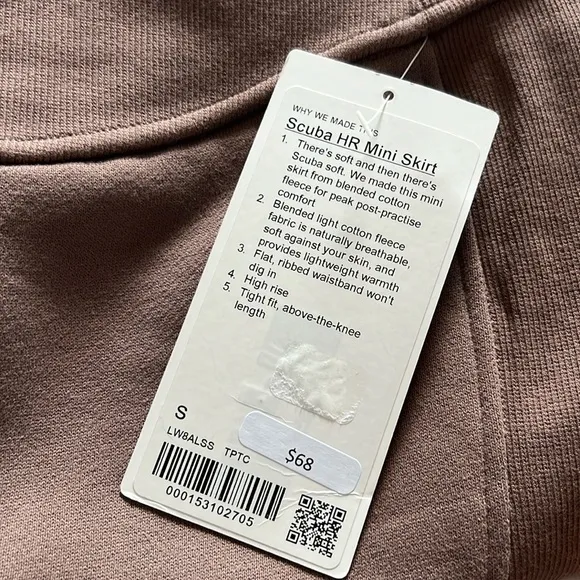 WHY WE MADE THIS
Scuba HR Mini Skirt
1. There's soft and then there's
Scuba soft. We made this mini
skirt from blended cotton
fleece for peak post-practise
comfort
2. Blended light cotton fleece
fabric is naturally breathable,
soft against your skin, and
provides lightweight warmth
3. Flat, ribbed waistband won't
dig in
4. High rise
5. Tight fit, above-the-knee
length
S
LW8ALSS TPTC
$68
000153102705